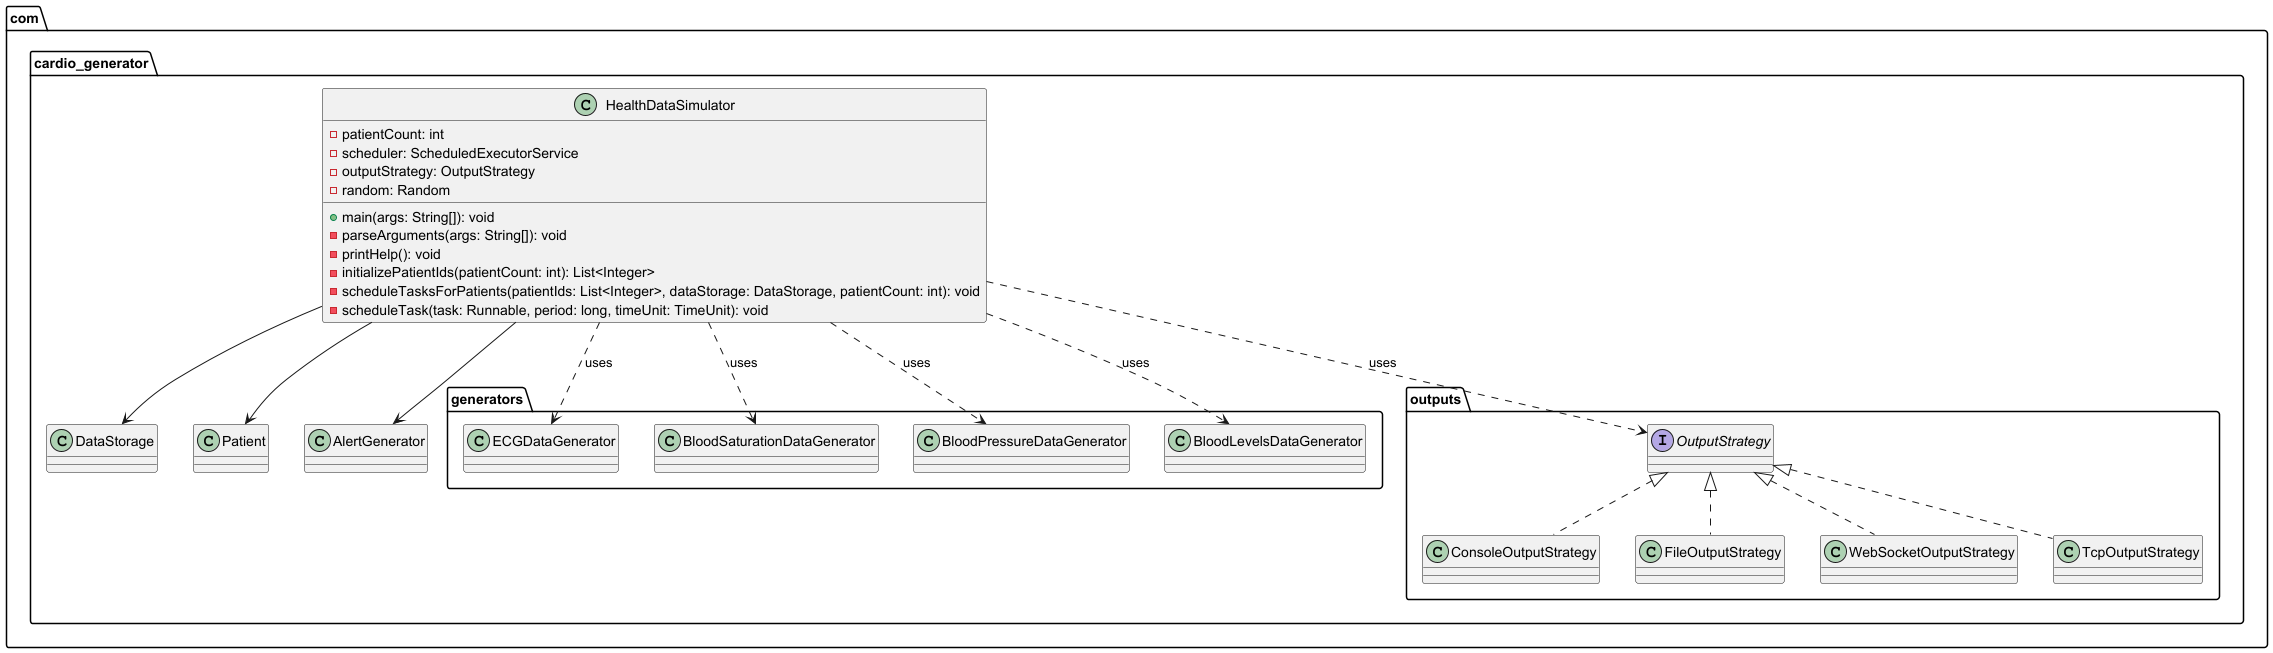 com
cardio_generator
C HealthDataSimulator
patientCount: int
scheduler: ScheduledExecutorService
outputStrategy: OutputStrategy
random: Random
main(args: String[]): void
parseArguments(args: String[]): void
printHelp(): void
initializePatientIds(patientCount: int): List<Integer>
scheduleTasksForPatients(patientIds: List<Integer>, dataStorage: DataStorage, patientCount: int): void
scheduleTask(task: Runnable, period: long, timeUnit: TimeUnit): void
uses
uses
uses
uses
uses
generators
outputs
C DataStorage
C Patient
C AlertGenerator
C ECGDataGenerator
C BloodSaturationDataGenerator
C BloodPressureDataGenerator
C BloodLevelsDataGenerator
I OutputStrategy
C ConsoleOutputStrategy
C FileOutputStrategy
C WebSocketOutputStrategy
C TcpOutputStrategy